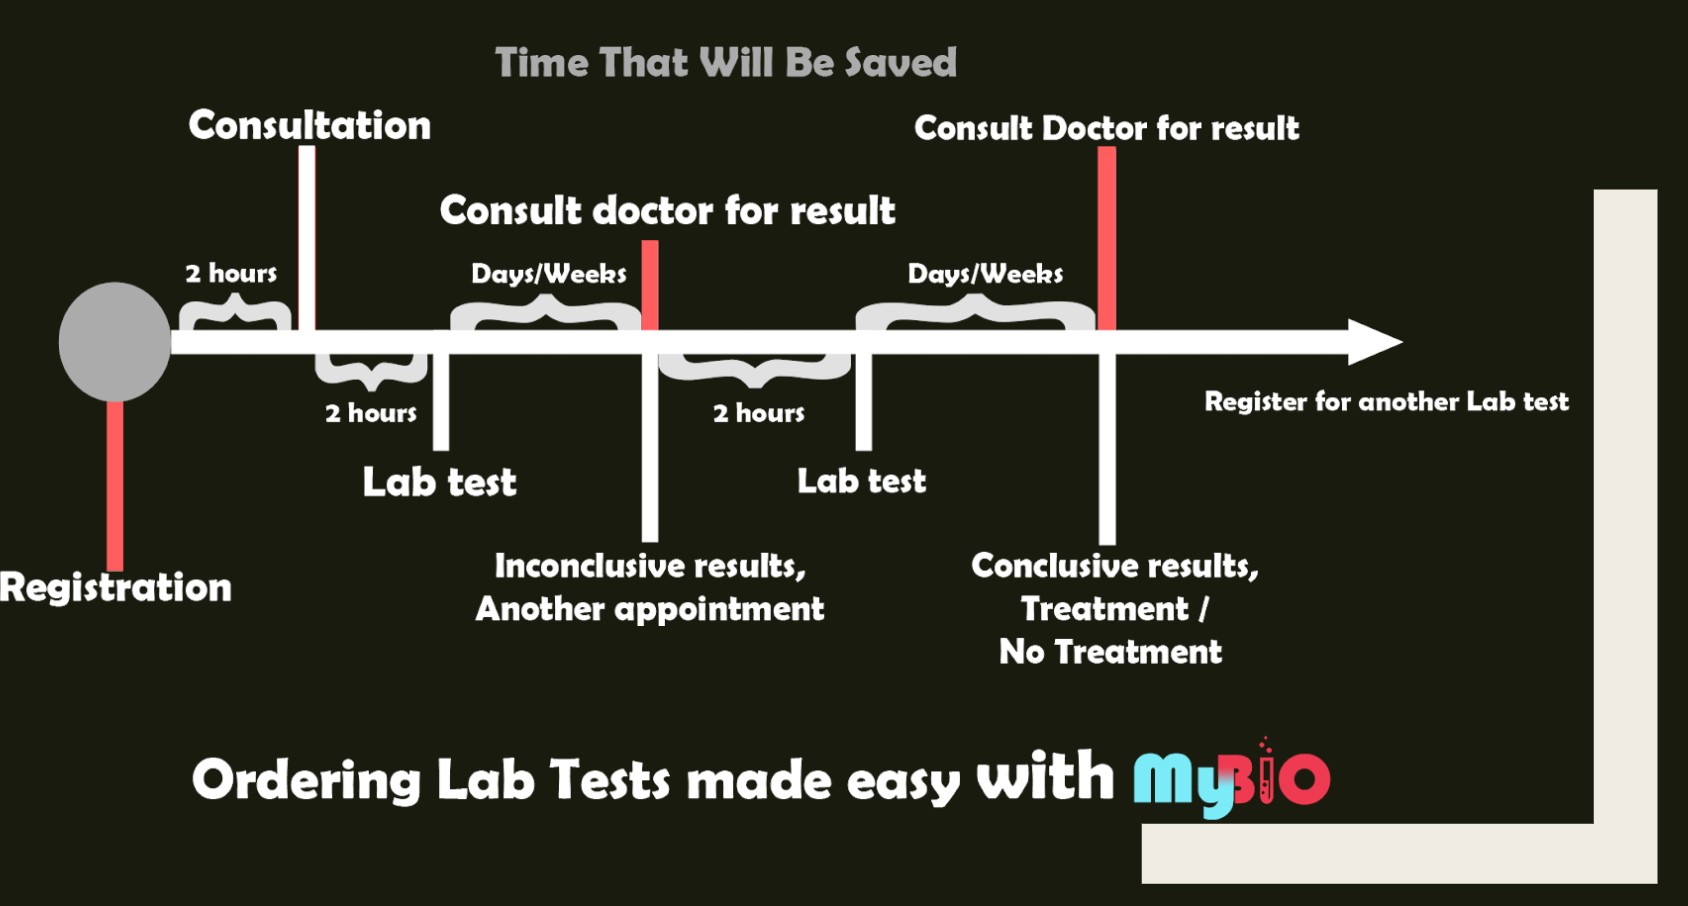 Time That Will Be Saved
Consultation
Consult Doctor for result
Consult doctor for result
2 hours
Days/Weeks
Days/Weeks
2 hours
2 hours
Register for another Lab test
Lab test
Lab test
Registration
Inconclusive results,
Another appointment
Conclusive results,
Treatment /
No Treatment
Ordering Lab Tests made easy with MyBiO